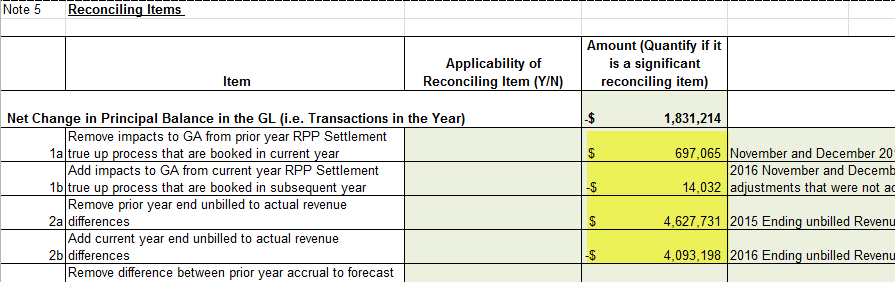 Note 5 Reconciling Items
Amount (Quantify if it
Applicability of is a significant
Item Reconciling Item (Y/N) reconciling item)
Net Change in Principal Balance in the GL (i.e. Transactions in the Year) -$ 1,831,214
Remove impacts to GA from prior year RPP Settlement
1a true up process that are booked in current year $ 697,065 November and December 20
Add impacts to GA from current year RPP Settlement 2016 November and Decemb
1b true up process that are booked in subsequent year -$ 14,032 adjustments that were not ac
Remove prior year end unbilled to actual revenue
2a differences $ 4,627,731 2015 Ending unbilled Revenu
Add current year end unbilled to actual revenue
2b differences -$ 4,093,198 2016 Ending unbilled Revenu
Remove difference between prior year accrual to forecast